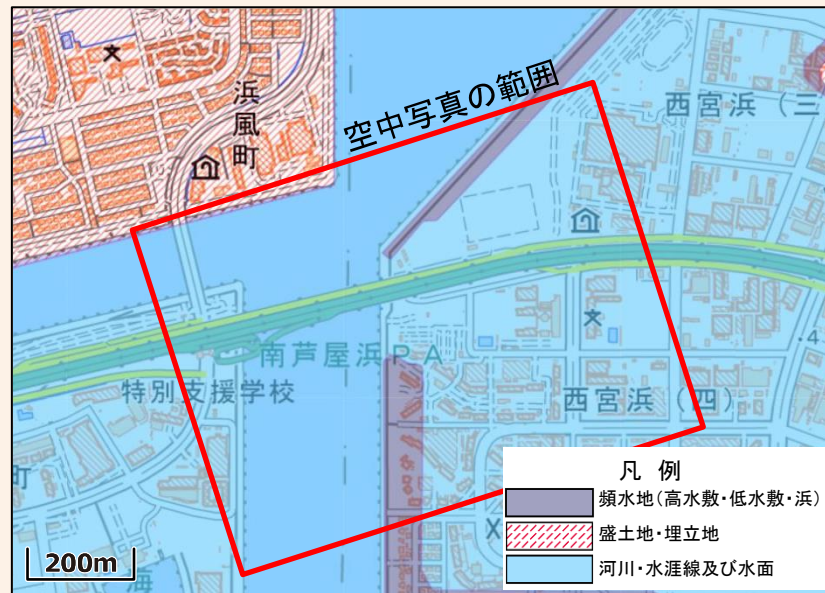 浜風町
空中写真の範囲
西宮浜（三
南芦屋浜ＰＡ
特別支援学校
西宮浜（四）
町
海
200m
凡 例
頻水地(高水敷・低水敷・浜)
盛土地・埋立地
河川・水涯線及び水面